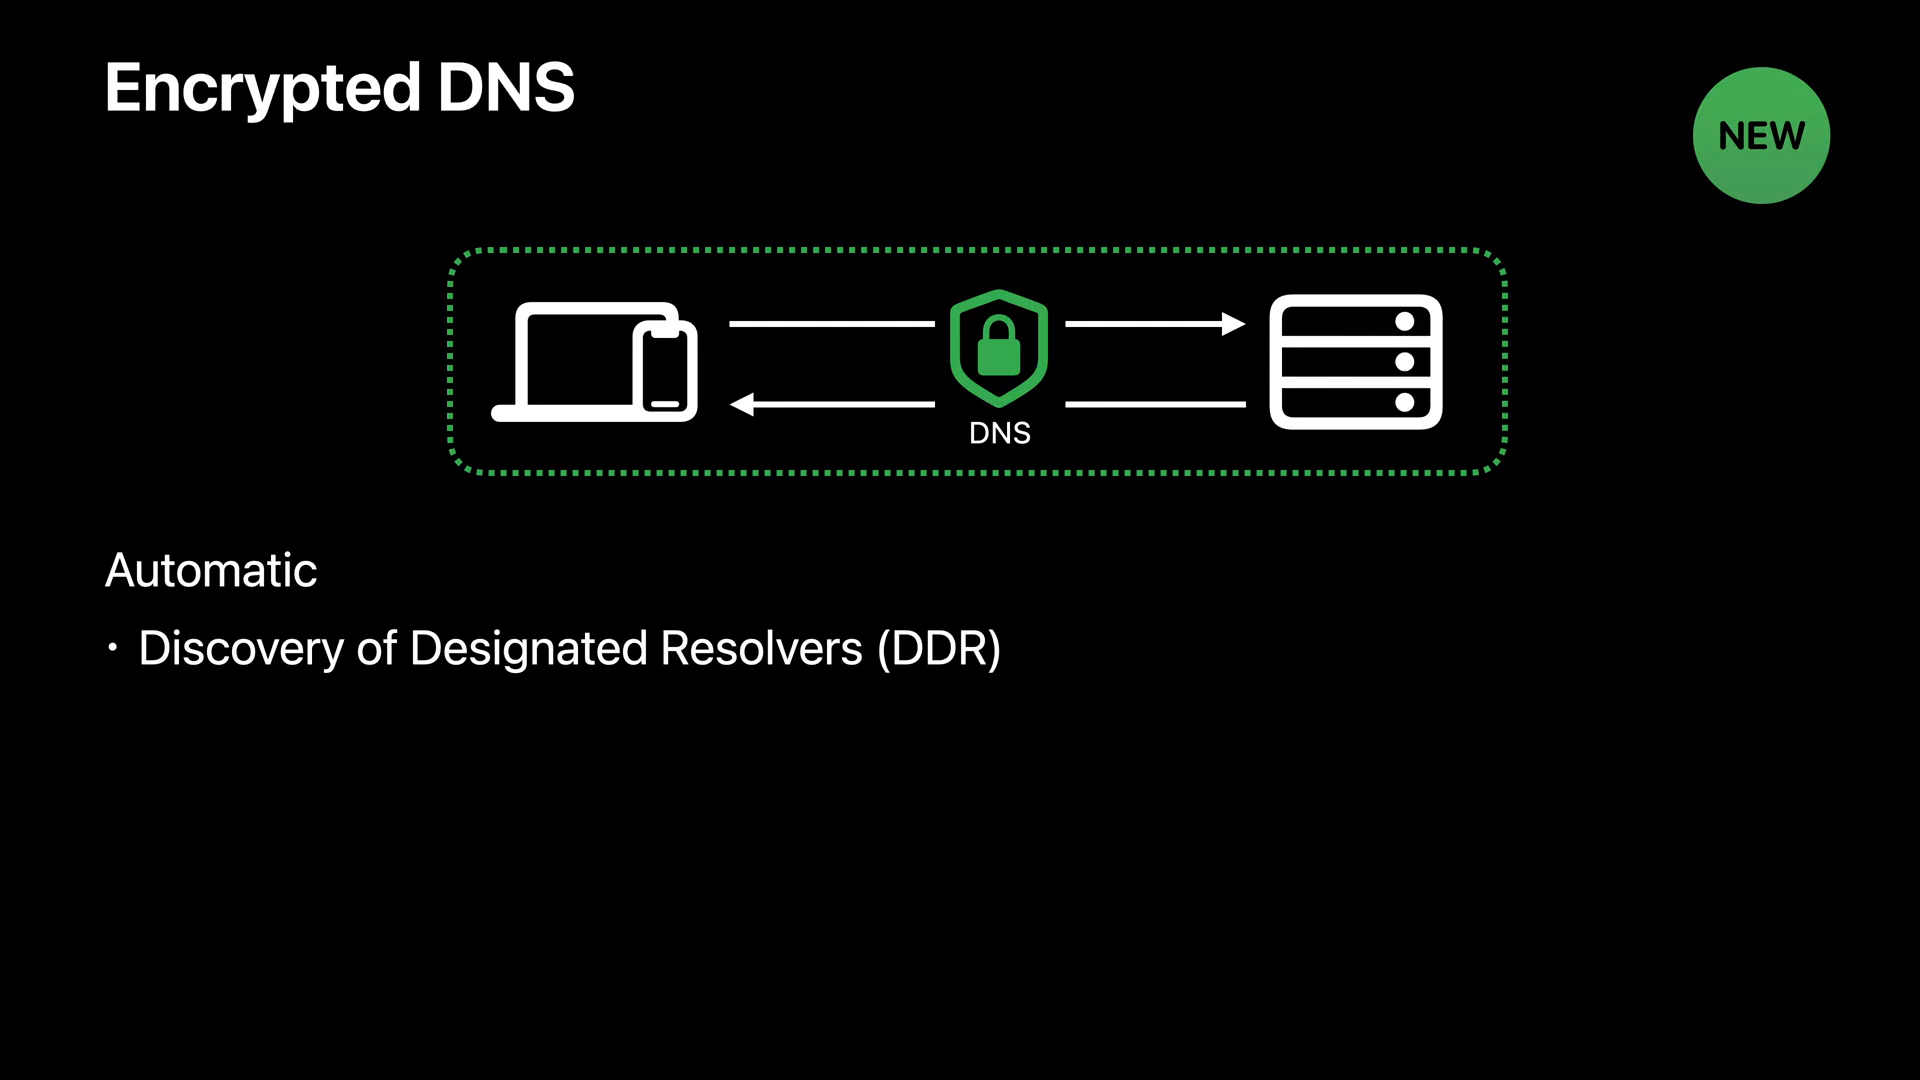 Encrypted DNS
NEW
DNS
Automatic
• Discovery of Designated Resolvers (DDR)